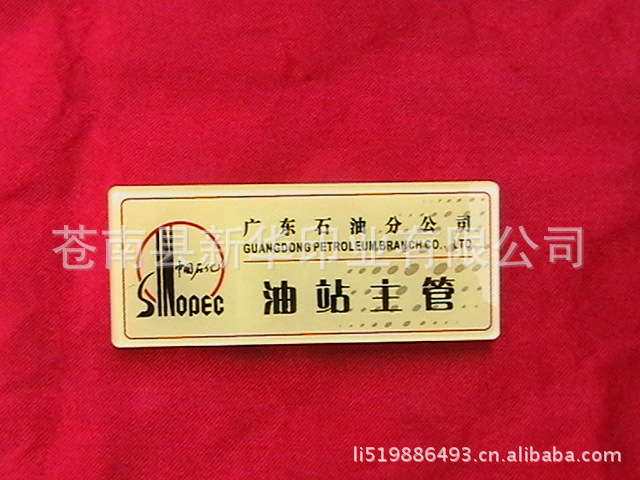 广东石油分公司
苍南县新华印业有限公司
GUANGDONG PETROLEUM.BRANCH CO., LTD
中国石化
SINOPEC
油站主管
li519886493.cn.alibaba.com